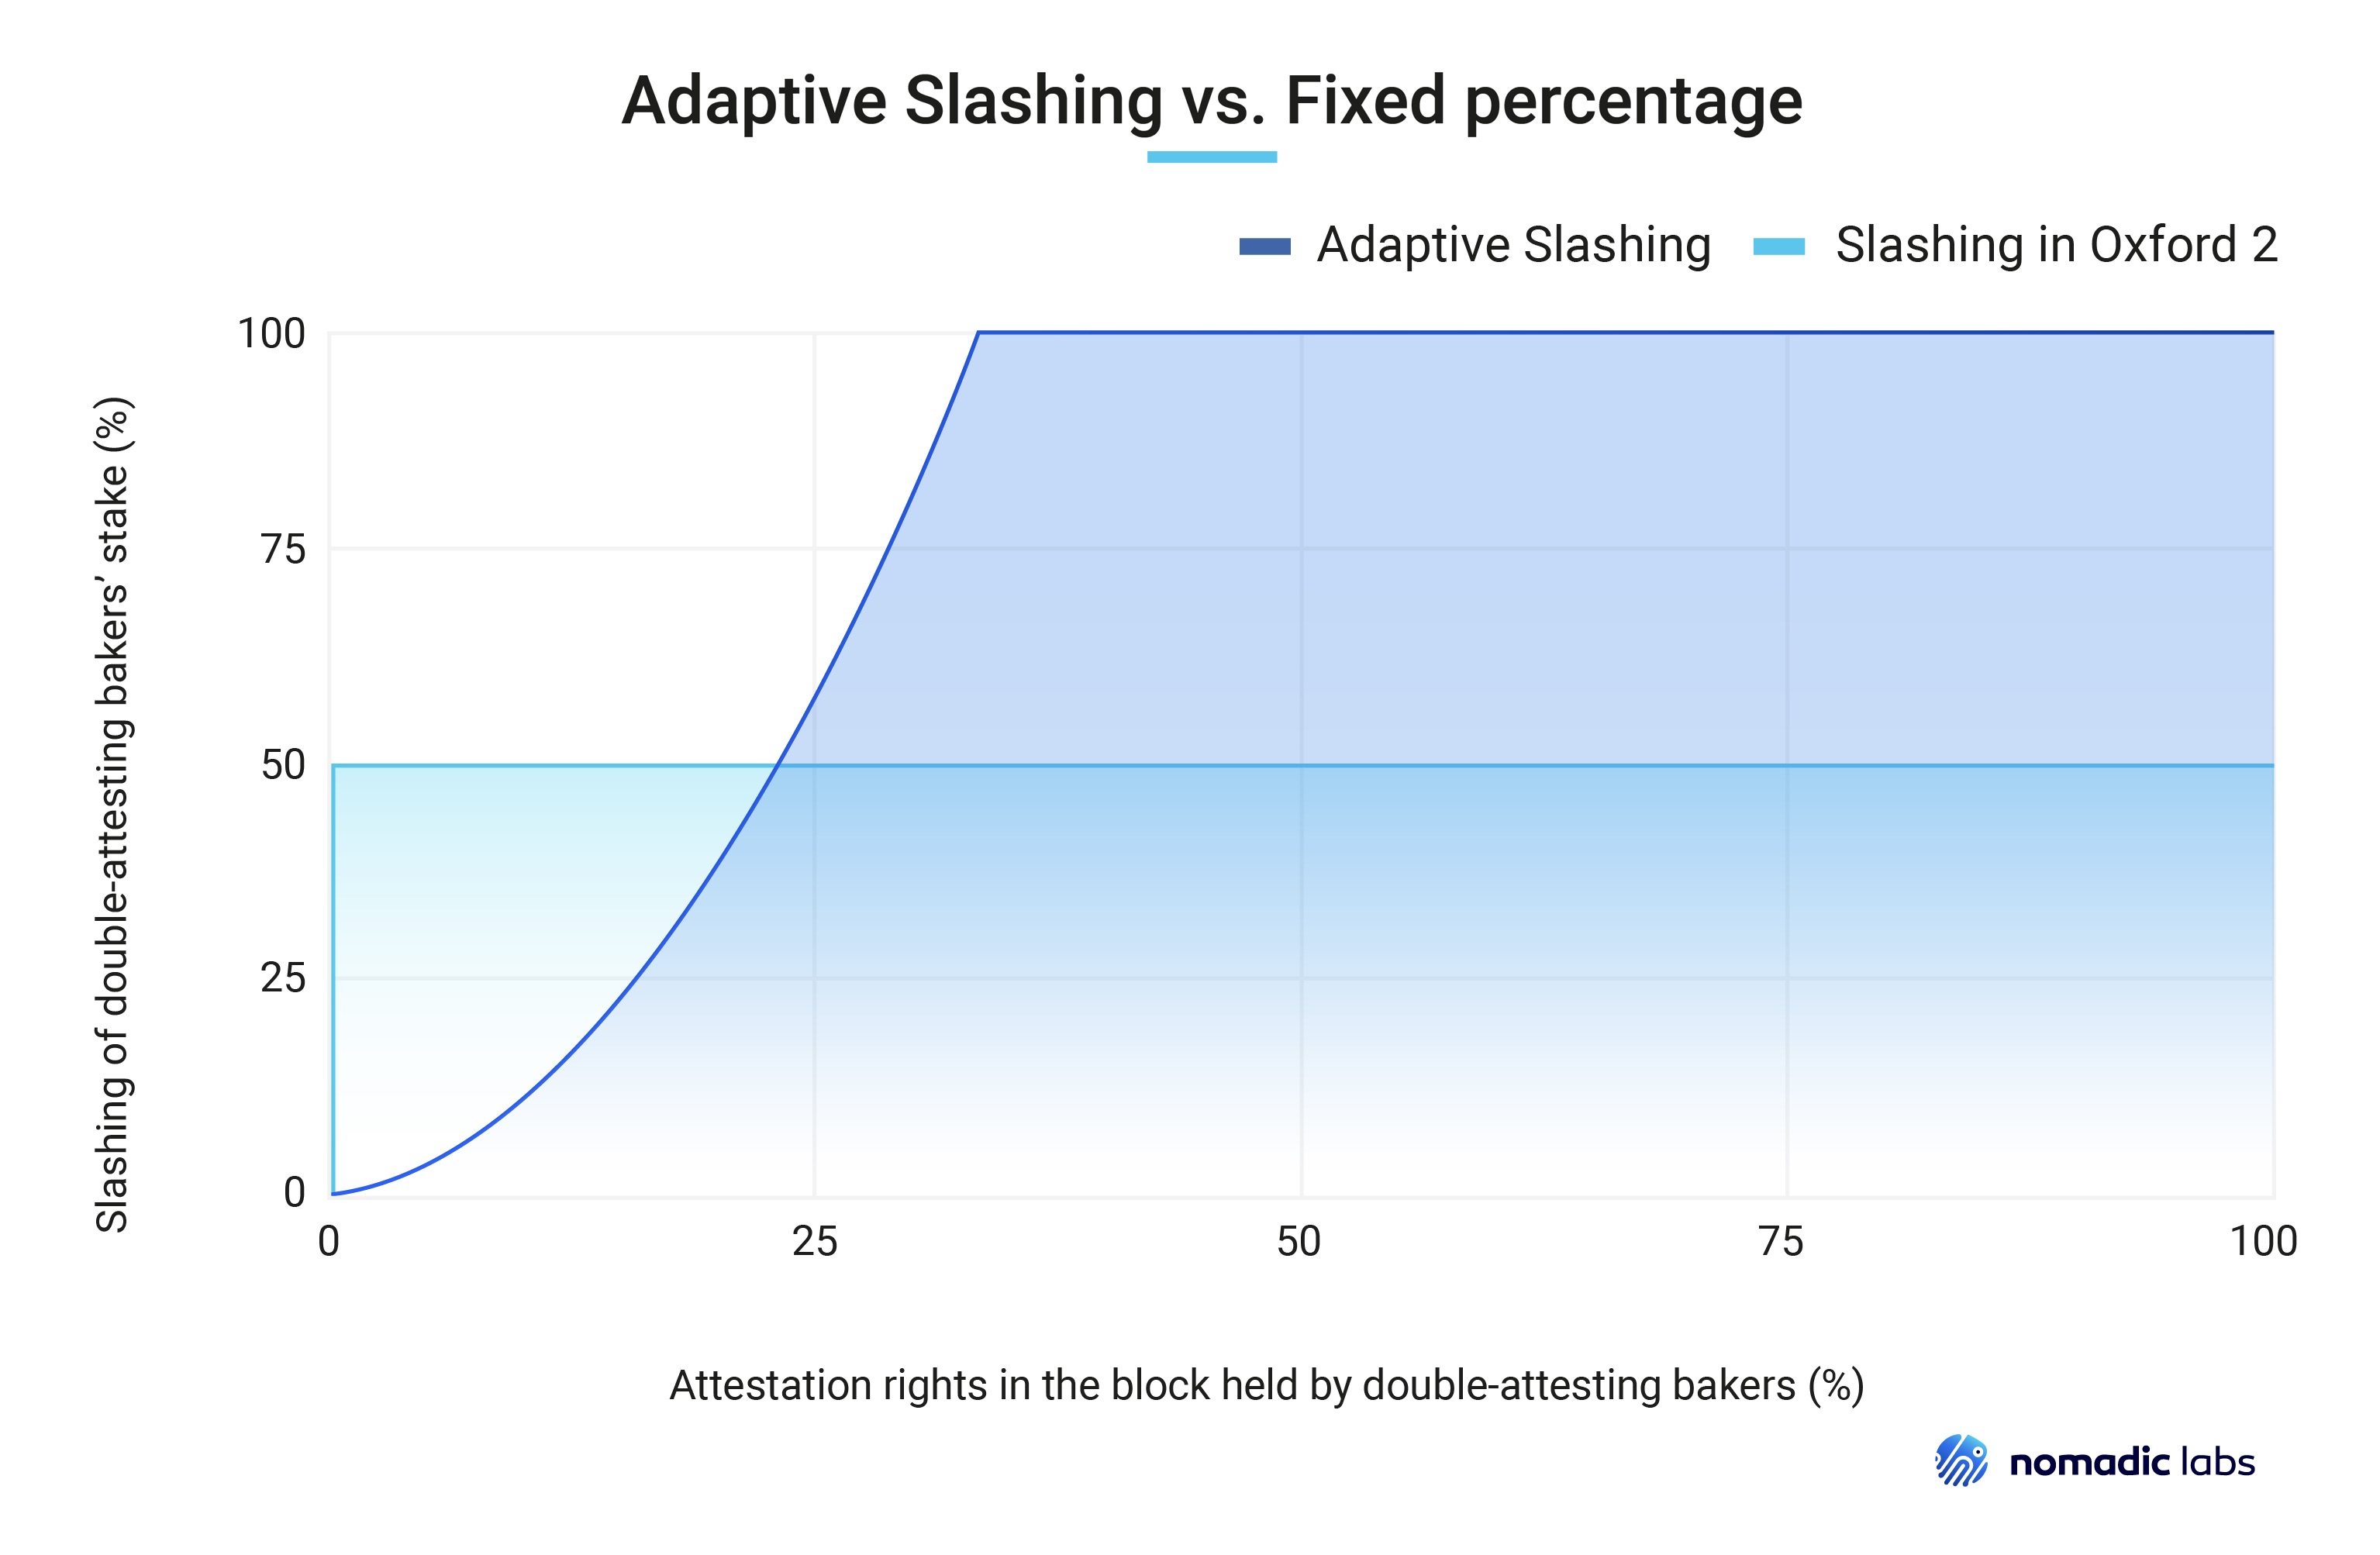 Adaptive Slashing vs. Fixed percentage
Adaptive Slashing
Slashing in Oxford 2
Slashing of double-attesting bakers’ stake (%)
100
75
50
25
0
0
25
50
75
100
Attestation rights in the block held by double-attesting bakers (%)
nomadic labs